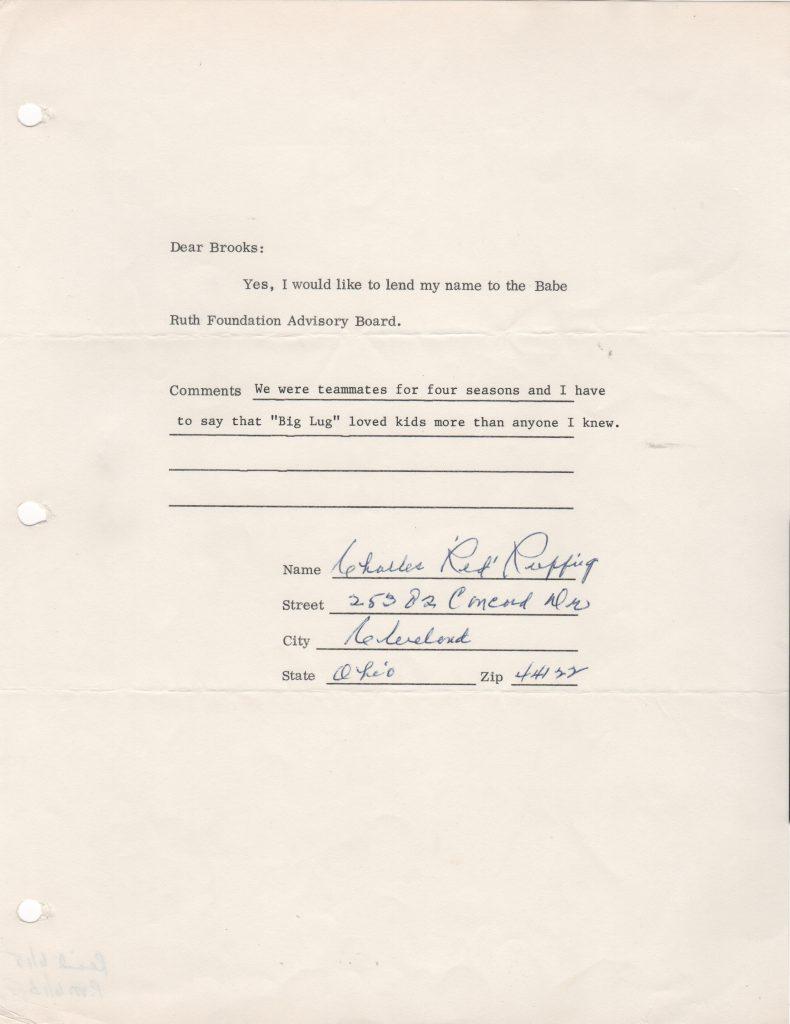 Dear Brooks:
Yes, I would like to lend my name to the Babe
Ruth Foundation Advisory Board.
Comments We were teammates for four seasons and I have
to say that "Big Lug" loved kids more than anyone I knew.
Name Charles 'Red' Ruffing
Street 25382 Concord Dr
City Cleveland
State Ohio Zip 44122